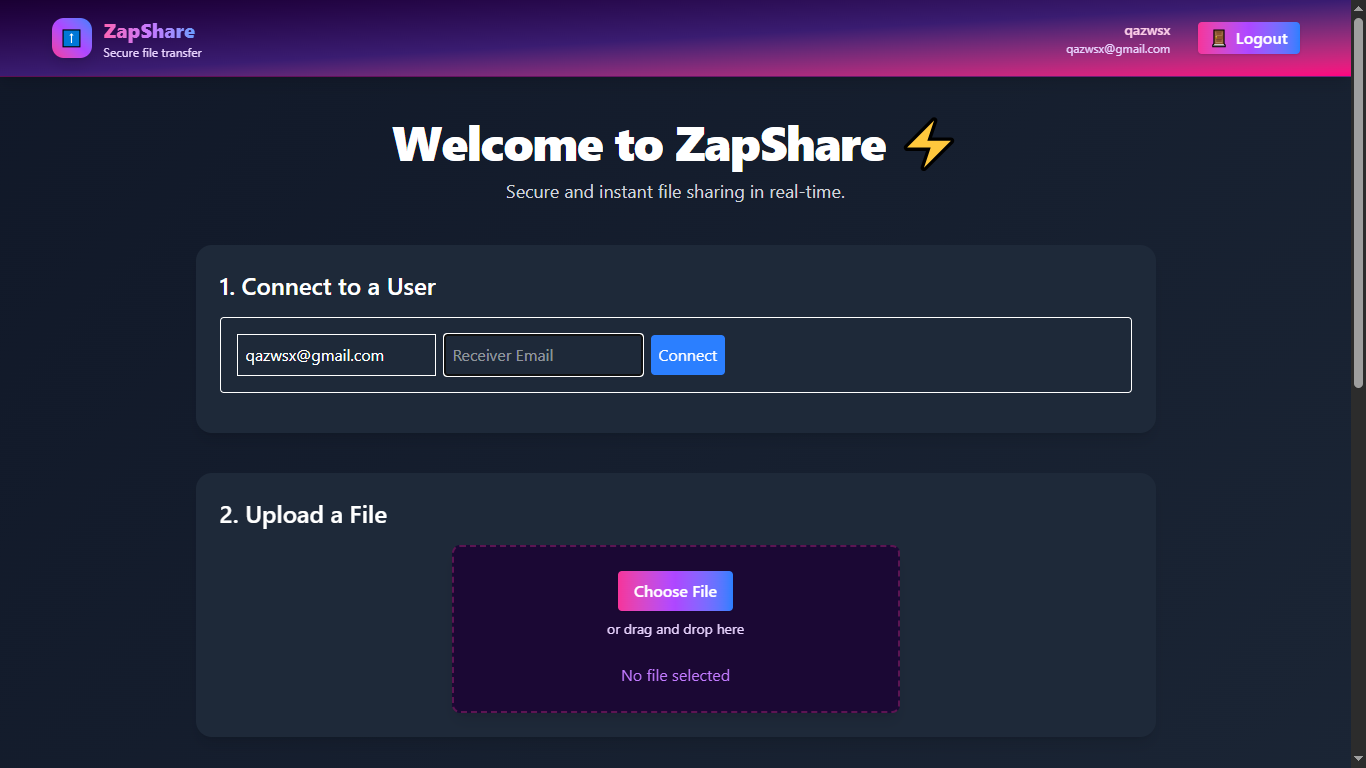 ZapShare
Secure file transfer
qazwsx
qazwsx@gmail.com
🚪 Logout
Welcome to ZapShare ⚡
Secure and instant file sharing in real-time.
1. Connect to a User
qazwsx@gmail.com
Receiver Email
Connect
2. Upload a File
Choose File
or drag and drop here
No file selected